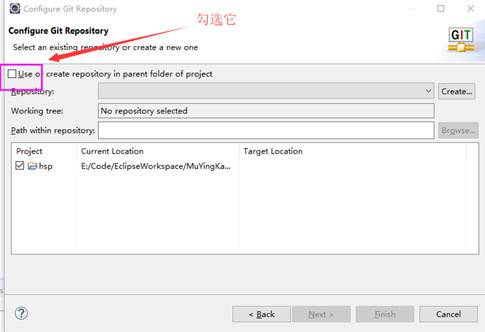 Configure Git Repository
勾选它
Configure Git Repository
Select an existing repository or create a new one
GIT
Use or create repository in parent folder of project
Repository:
Create...
Working tree:
No repository selected
Path within repository:
Browse...
Project Current Location Target Location
hsp E:/Code/EclipseWorkspace/MuYingKa...
?
< Back Next > Finish Cancel